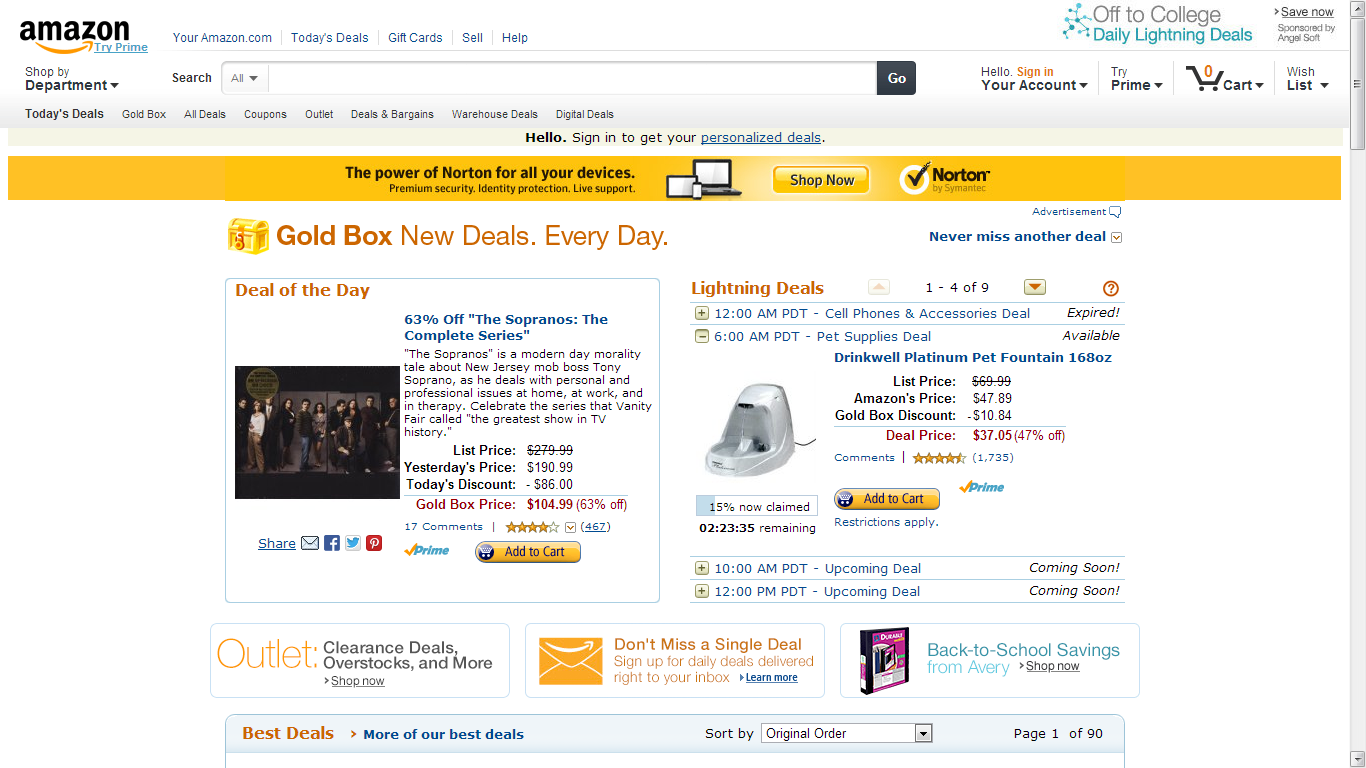 amazon
Try Prime
Your Amazon.com
Today's Deals
Gift Cards
Sell
Help
Off to College
Daily Lightning Deals
Save now
Sponsored by
Angel Soft
Shop by
Department
Search
All
Go
Hello. Sign in
Your Account
Try
Prime
0
Cart
Wish
List
Today's Deals
Gold Box
All Deals
Coupons
Outlet
Deals & Bargains
Warehouse Deals
Digital Deals
Hello. Sign in to get your personalized deals.
The power of Norton for all your devices.
Premium security. Identity protection. Live support.
Shop Now
Norton
by Symantec
Advertisement
Gold Box New Deals. Every Day.
Never miss another deal
Deal of the Day
63% Off "The Sopranos: The
Complete Series"
"The Sopranos" is a modern day morality
tale about New Jersey mob boss Tony
Soprano, as he deals with personal and
professional issues at home, at work, and
in therapy. Celebrate the series that Vanity
Fair called "the greatest show in TV
history."
List Price: $279.99
Yesterday's Price: $190.99
Today's Discount: - $86.00
Gold Box Price: $104.99 (63% off)
17 Comments | (467)
Share
Prime
Add to Cart
Lightning Deals
1 - 4 of 9
?
12:00 AM PDT - Cell Phones & Accessories Deal Expired!
6:00 AM PDT - Pet Supplies Deal Available
Drinkwell Platinum Pet Fountain 168oz
List Price: $69.99
Amazon's Price: $47.89
Gold Box Discount: -$10.84
Deal Price: $37.05 (47% off)
Comments | (1,735)
15% now claimed
02:23:35 remaining
Add to Cart
Prime
Restrictions apply.
10:00 AM PDT - Upcoming Deal Coming Soon!
12:00 PM PDT - Upcoming Deal Coming Soon!
Outlet: Clearance Deals,
Overstocks, and More
Shop now
Don't Miss a Single Deal
Sign up for daily deals delivered
right to your inbox Learn more
DURABLE
Back-to-School Savings
from Avery Shop now
Best Deals › More of our best deals
Sort by Original Order
Page 1 of 90